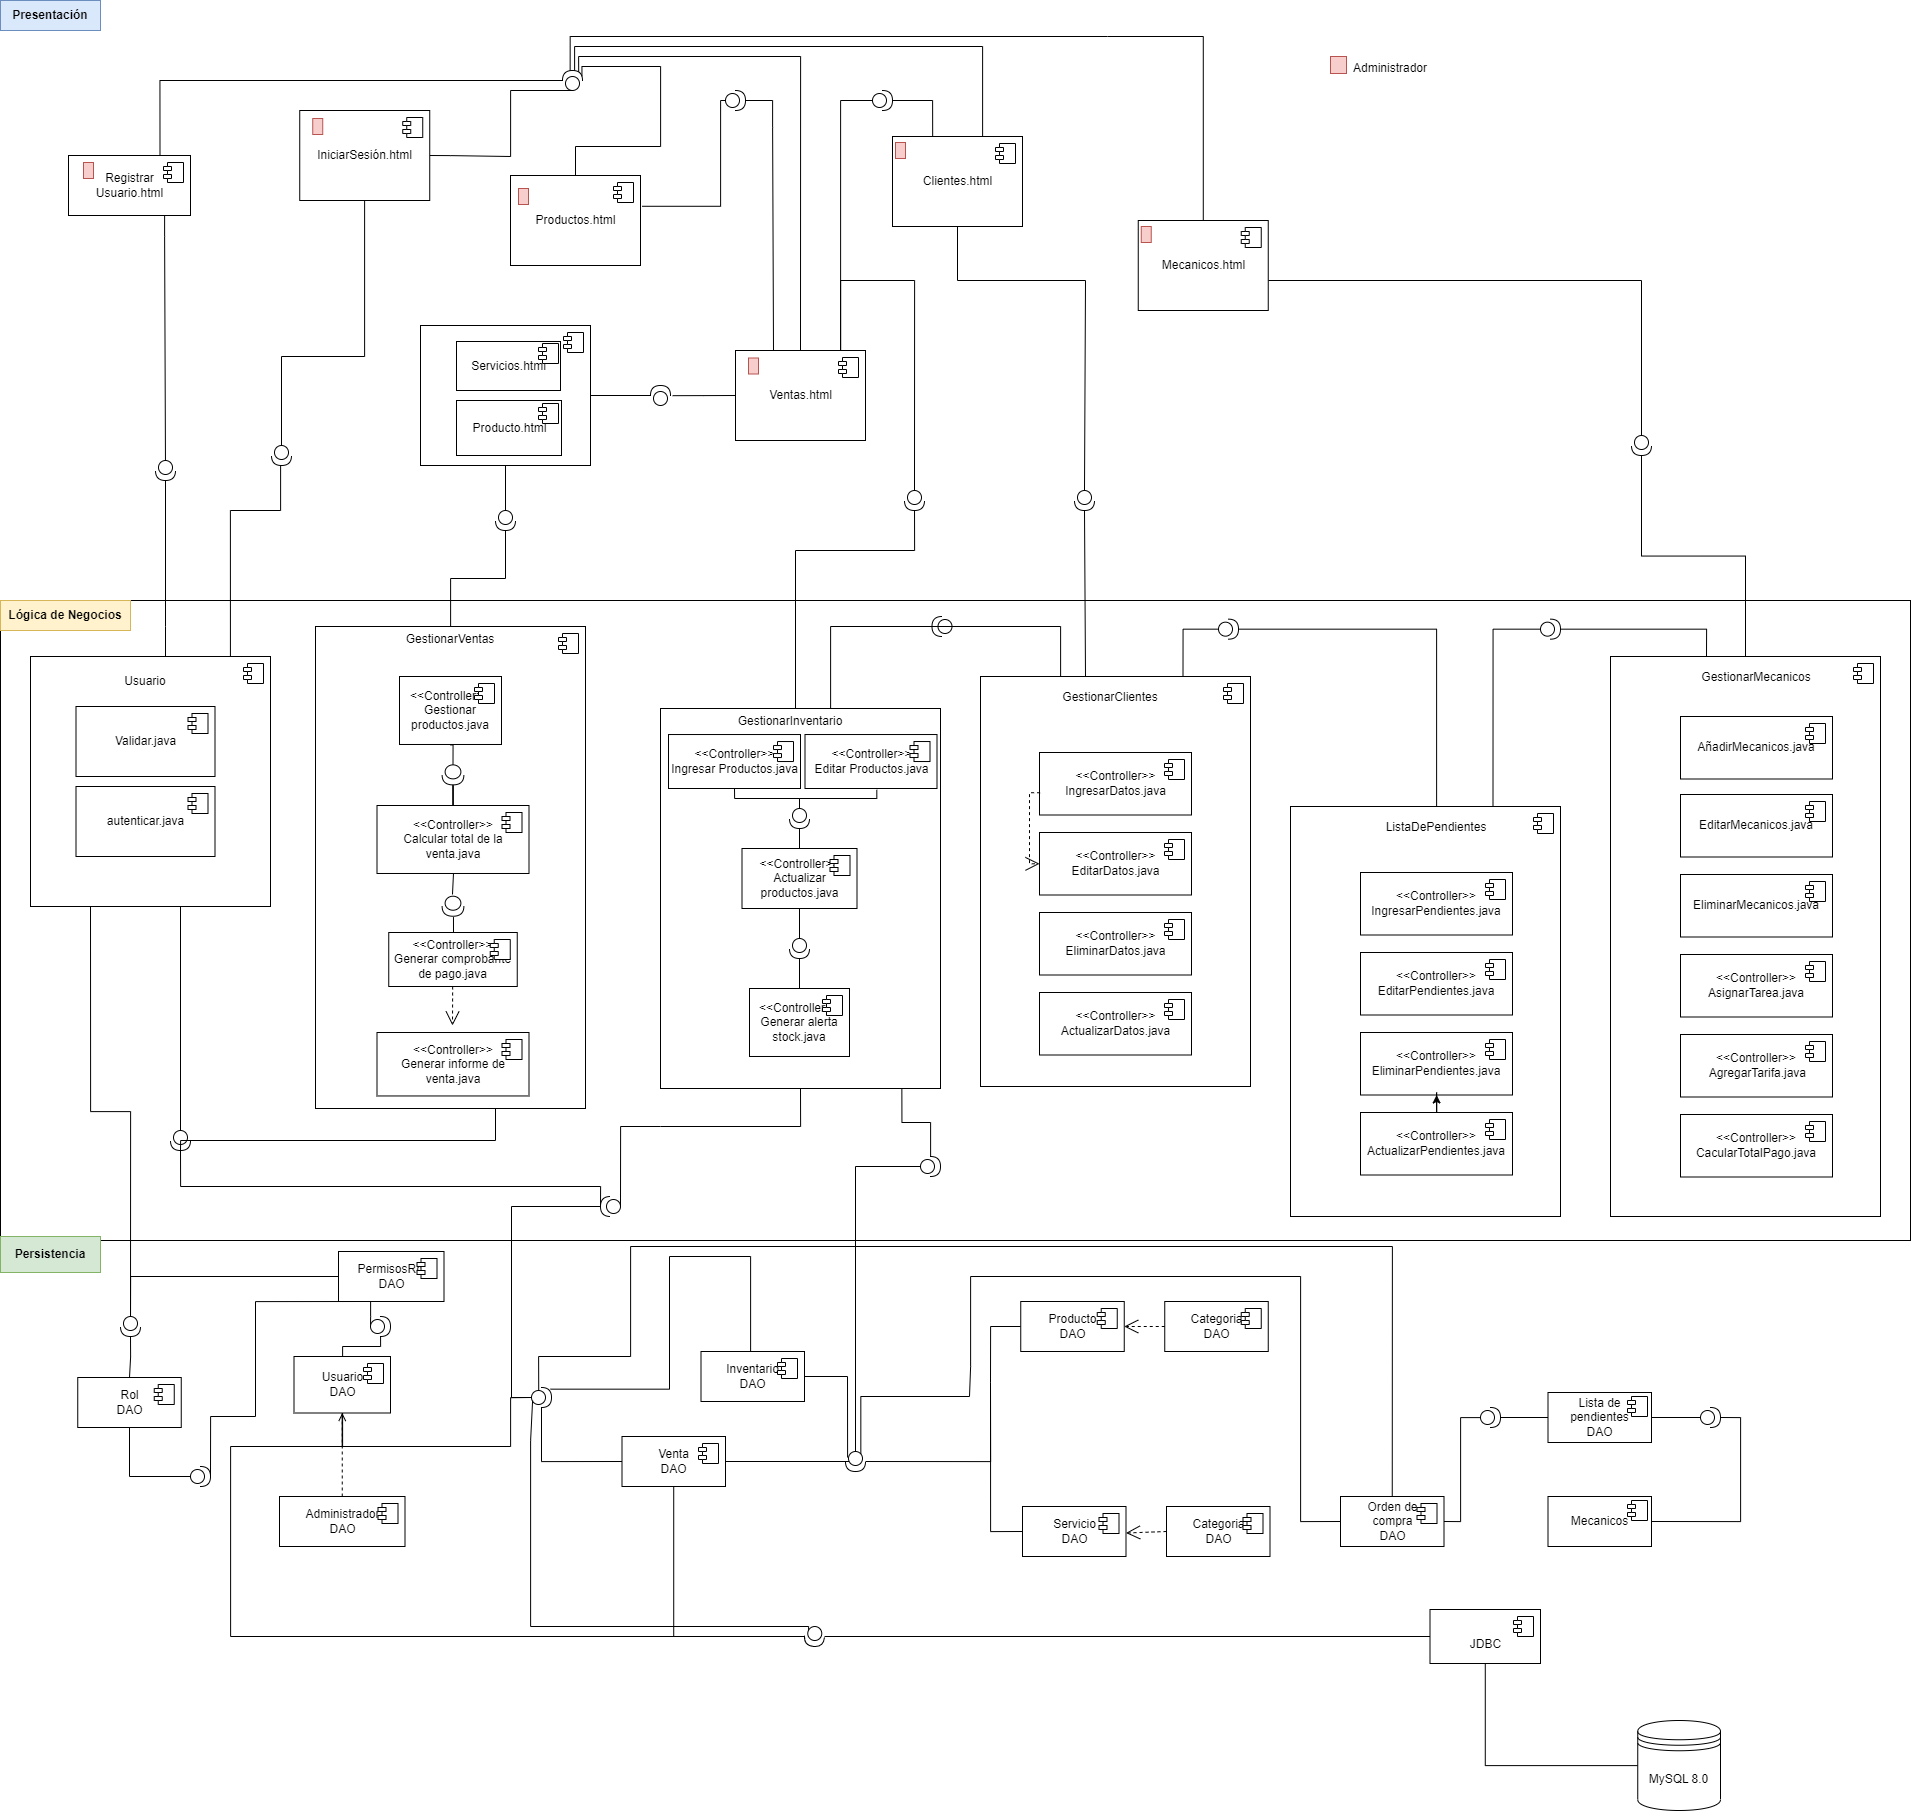 Presentación
Administrador
IniciarSesión.html
Registrar
Usuario.html
Productos.html
Clientes.html
Mecanicos.html
Servicios.html
Producto.html
Ventas.html
Lógica de Negocios
Usuario
Validar.java
autenticar.java
GestionarVentas
<<Controller
Gestionar
productos.java
<<Controller>>
Calcular total de la
venta.java
<<Controller>>
Generar comprobante
de pago.java
<<Controller>>
Generar informe de
venta.java
GestionarInventario
<<Controller>>
Ingresar Productos.java
<<Controller>>
Editar Productos.java
<<Controller>
Actualizar
productos.java
<<Controller
Generar alerta
stock.java
GestionarClientes
<<Controller>>
IngresarDatos.java
<<Controller>>
EditarDatos.java
<<Controller>>
EliminarDatos.java
<<Controller>>
ActualizarDatos.java
ListaDePendientes
<<Controller>>
IngresarPendientes.java
<<Controller>>
EditarPendientes.java
<<Controller>>
EliminarPendientes.java
<<Controller>>
ActualizarPendientes.java
GestionarMecanicos
AñadirMecanicos.java
EditarMecanicos.java
EliminarMecanicos.java
<<Controller>>
AsignarTarea.java
<<Controller>>
AgregarTarifa.java
<<Controller>>
CacularTotalPago.java
Persistencia
DAO
Rol
DAO
Usuario
DAO
Administrador
DAO
Inventario
DAO
Venta
DAO
Producto
DAO
Categoria
DAO
Servicio
DAO
Categoria
DAO
Orden de
compra
DAO
Lista de
pendientes
DAO
Mecanicos
JDBC
MySQL 8.0